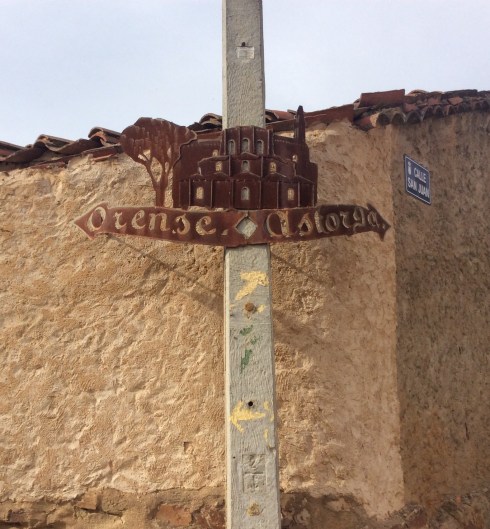 Orense. Astorga
CALLE
SAN JUAN